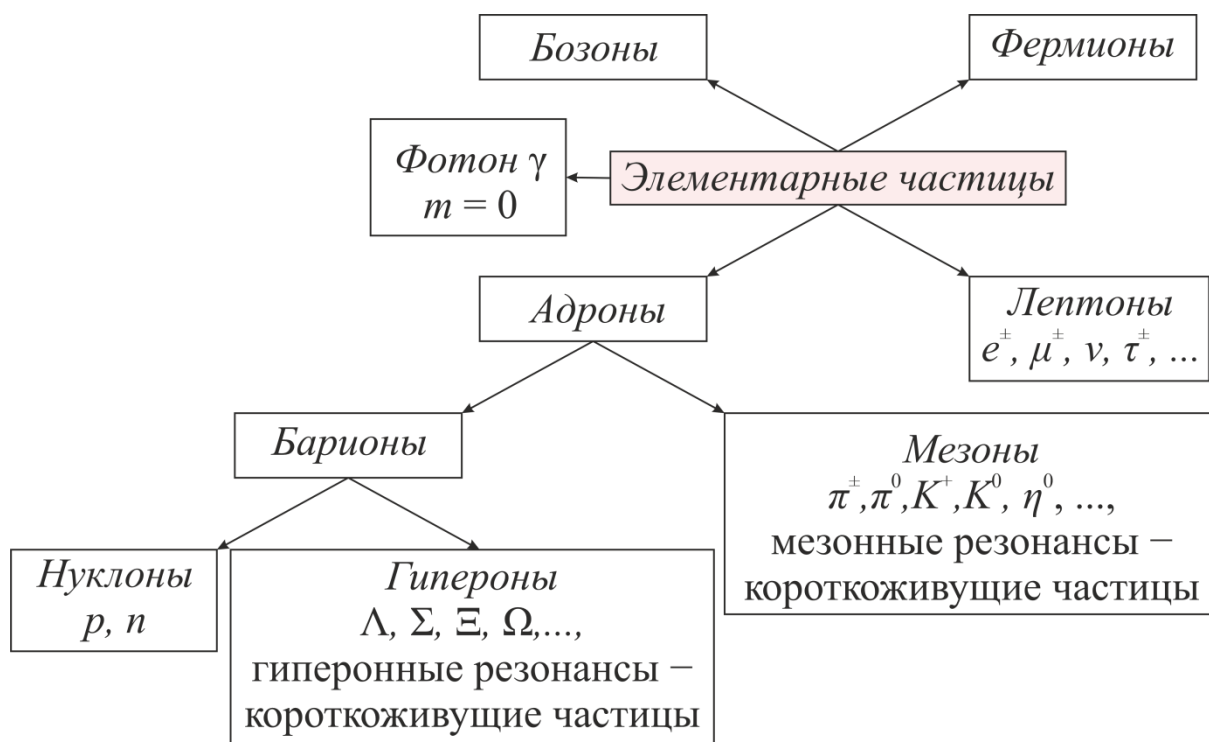 Бозоны
Фермионы
Фотон γ
m = 0
Элементарные частицы
Адроны
Лептоны
e±, μ±, ν, τ±, ...
Барионы
Мезоны
π±,π⁰,K⁺,K⁰, η⁰, ...,
мезонные резонансы –
короткоживущие частицы
Нуклоны
p, n
Гипероны
Λ, Σ, Ξ, Ω,...,
гиперонные резонансы –
короткоживущие частицы